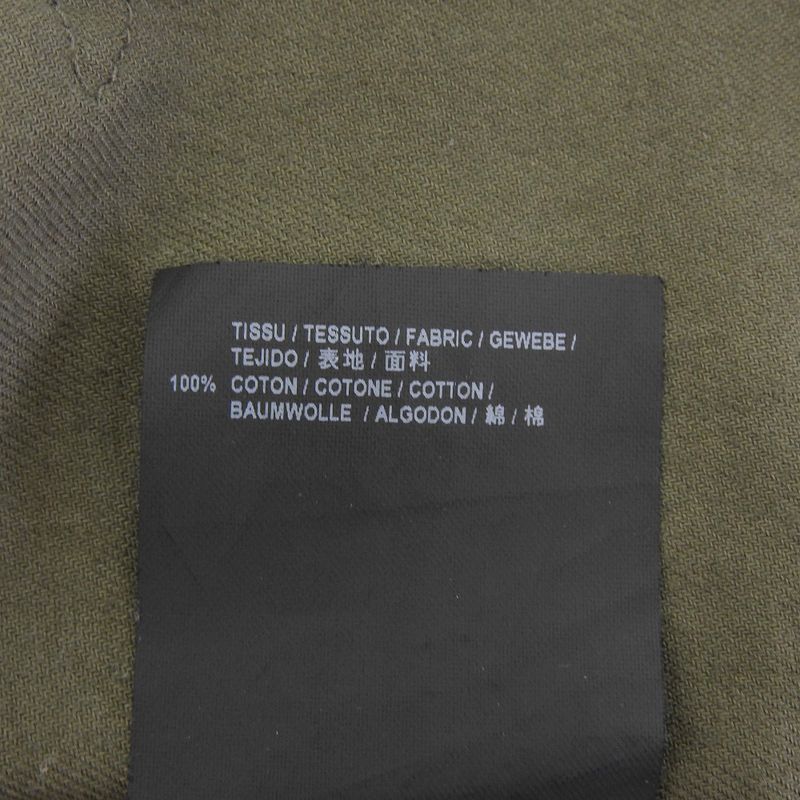 TISSU / TESSUTO / FABRIC / GEWEBE /
TEJIDO / 表地 / 面料
100% COTON / COTONE / COTTON /
BAUMWOLLE / ALGODON / 綿 / 棉